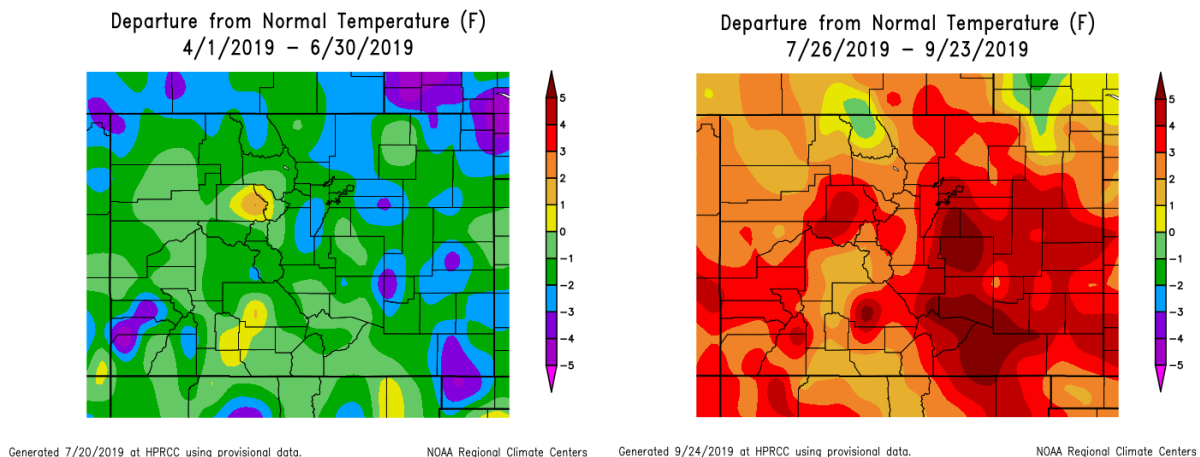 Departure from Normal Temperature (F)
4/1/2019 – 6/30/2019
5
4
3
2
1
0
−1
−2
−3
−4
−5
Generated 7/20/2019 at HPRCC using provisional data.
NOAA Regional Climate Centers
Departure from Normal Temperature (F)
7/26/2019 – 9/23/2019
5
4
3
2
1
0
−1
−2
−3
−4
−5
Generated 9/24/2019 at HPRCC using provisional data.
NOAA Regional Climate Centers